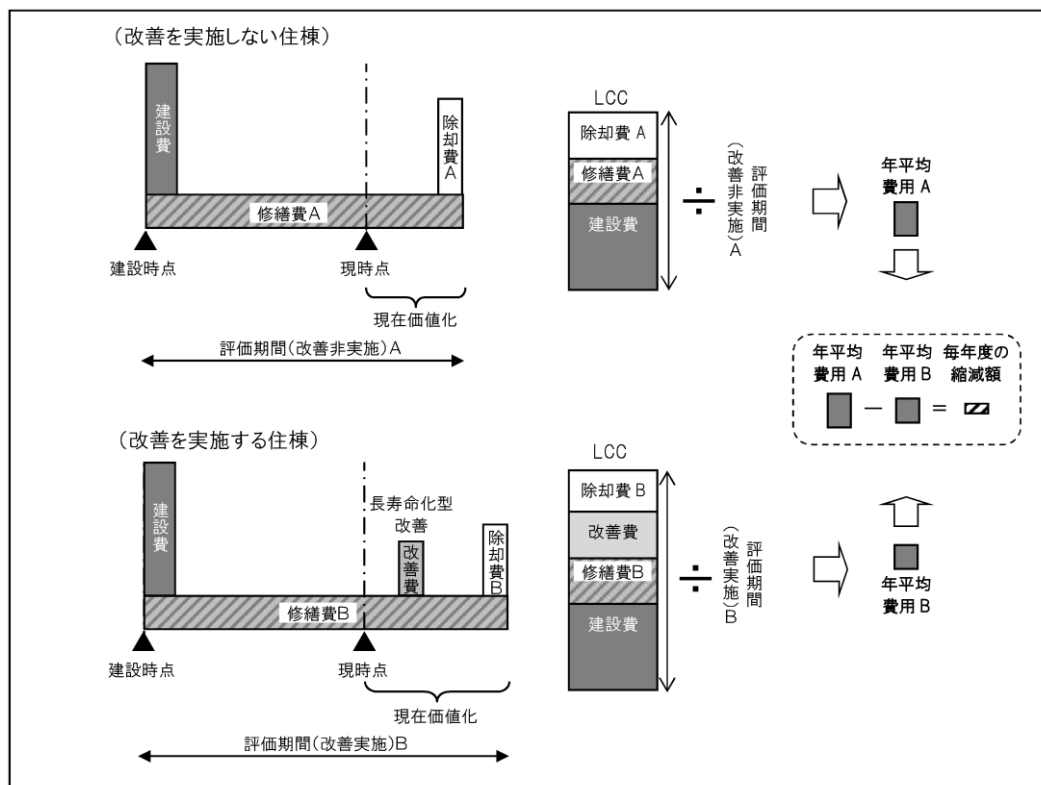 （改善を実施しない住棟）
建設費
除却費A
修繕費A
建設時点
現時点
現在価値化
評価期間（改善非実施）A
LCC
除却費 A
修繕費A
建設費
÷
評価期間
（改善非実施）A
年平均
費用 A
年平均
費用 A
年平均
費用 B
毎年度の
縮減額
－
＝
（改善を実施する住棟）
建設費
長寿命化型
改善
改善費
除却費B
修繕費B
建設時点
現時点
現在価値化
評価期間（改善実施）B
LCC
除却費 B
改善費
修繕費B
建設費
÷
評価期間
（改善実施）B
年平均
費用 B